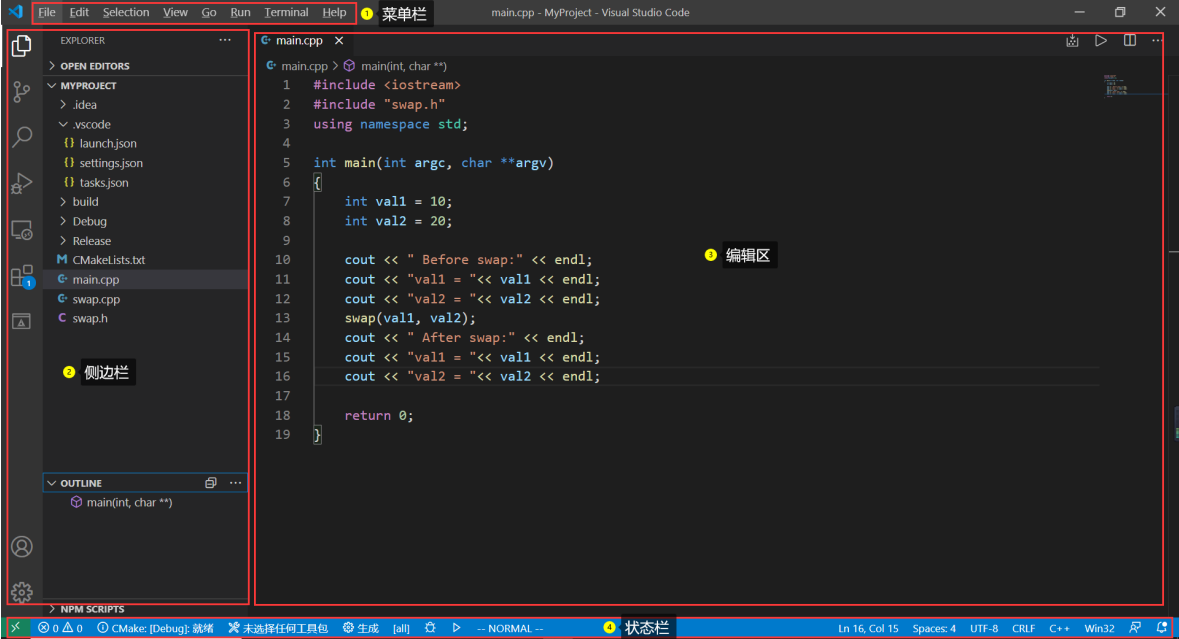 File Edit Selection View Go Run Terminal Help 1 菜单栏 main.cpp - MyProject - Visual Studio Code
EXPLORER
OPEN EDITORS
MYPROJECT
.idea
.vscode
{} launch.json
{} settings.json
{} tasks.json
build
Debug
Release
M CMakeLists.txt
main.cpp
swap.cpp
C swap.h
1
2 侧边栏
OUTLINE
main(int, char **)
NPM SCRIPTS
main.cpp
main.cpp > main(int, char **)
1 #include <iostream>
2 #include "swap.h"
3 using namespace std;
4
5 int main(int argc, char **argv)
6 {
7 int val1 = 10;
8 int val2 = 20;
9
10 cout << " Before swap:" << endl;
11 cout << "val1 = "<< val1 << endl;
12 cout << "val2 = "<< val2 << endl;
13 swap(val1, val2);
14 cout << " After swap:" << endl;
15 cout << "val1 = "<< val1 << endl;
16 cout << "val2 = "<< val2 << endl;
17
18 return 0;
19 }
3 编辑区
0 0 CMake: [Debug]: 就绪 未选择任何工具包 生成 [all] -- NORMAL -- 4 状态栏 Ln 16, Col 15 Spaces: 4 UTF-8 CRLF C++ Win32